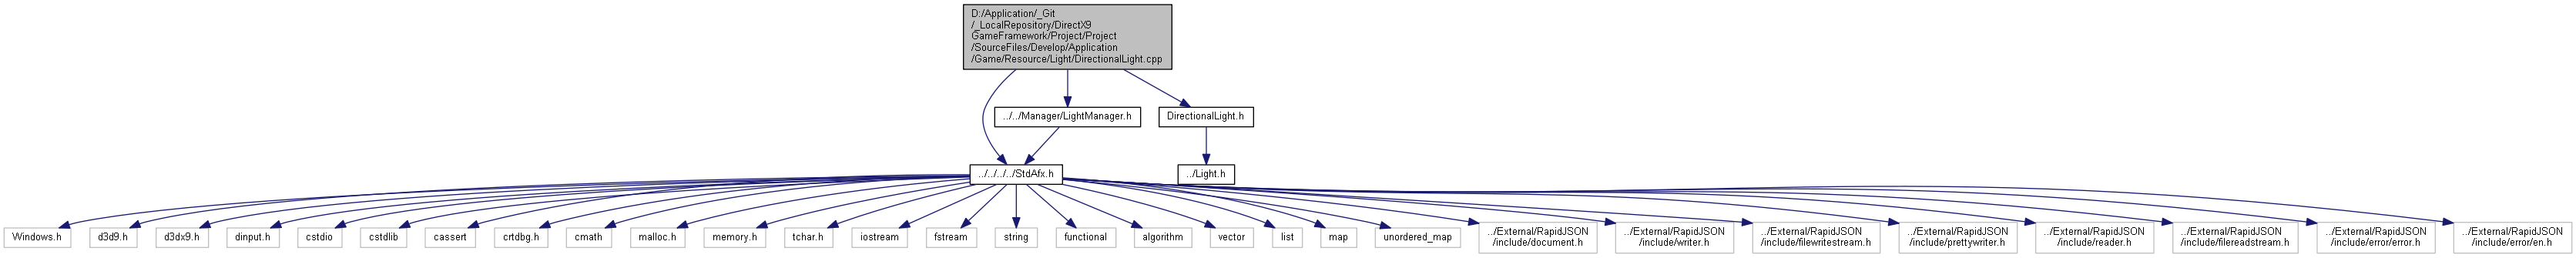 D:/Application/_Git
/_LocalRepository/DirectX9
GameFramework/Project/Project
/SourceFiles/Develop/Application
/Game/Resource/Light/DirectionalLight.cpp
../../Manager/LightManager.h
DirectionalLight.h
../../../../StdAfx.h
../Light.h
Windows.h
d3d9.h
d3dx9.h
dinput.h
cstdio
cstdlib
cassert
crtdbg.h
cmath
malloc.h
memory.h
tchar.h
iostream
fstream
string
functional
algorithm
vector
list
map
unordered_map
../External/RapidJSON
/include/document.h
../External/RapidJSON
/include/writer.h
../External/RapidJSON
/include/filewritestream.h
../External/RapidJSON
/include/prettywriter.h
../External/RapidJSON
/include/reader.h
../External/RapidJSON
/include/filereadstream.h
../External/RapidJSON
/include/error/error.h
../External/RapidJSON
/include/error/en.h